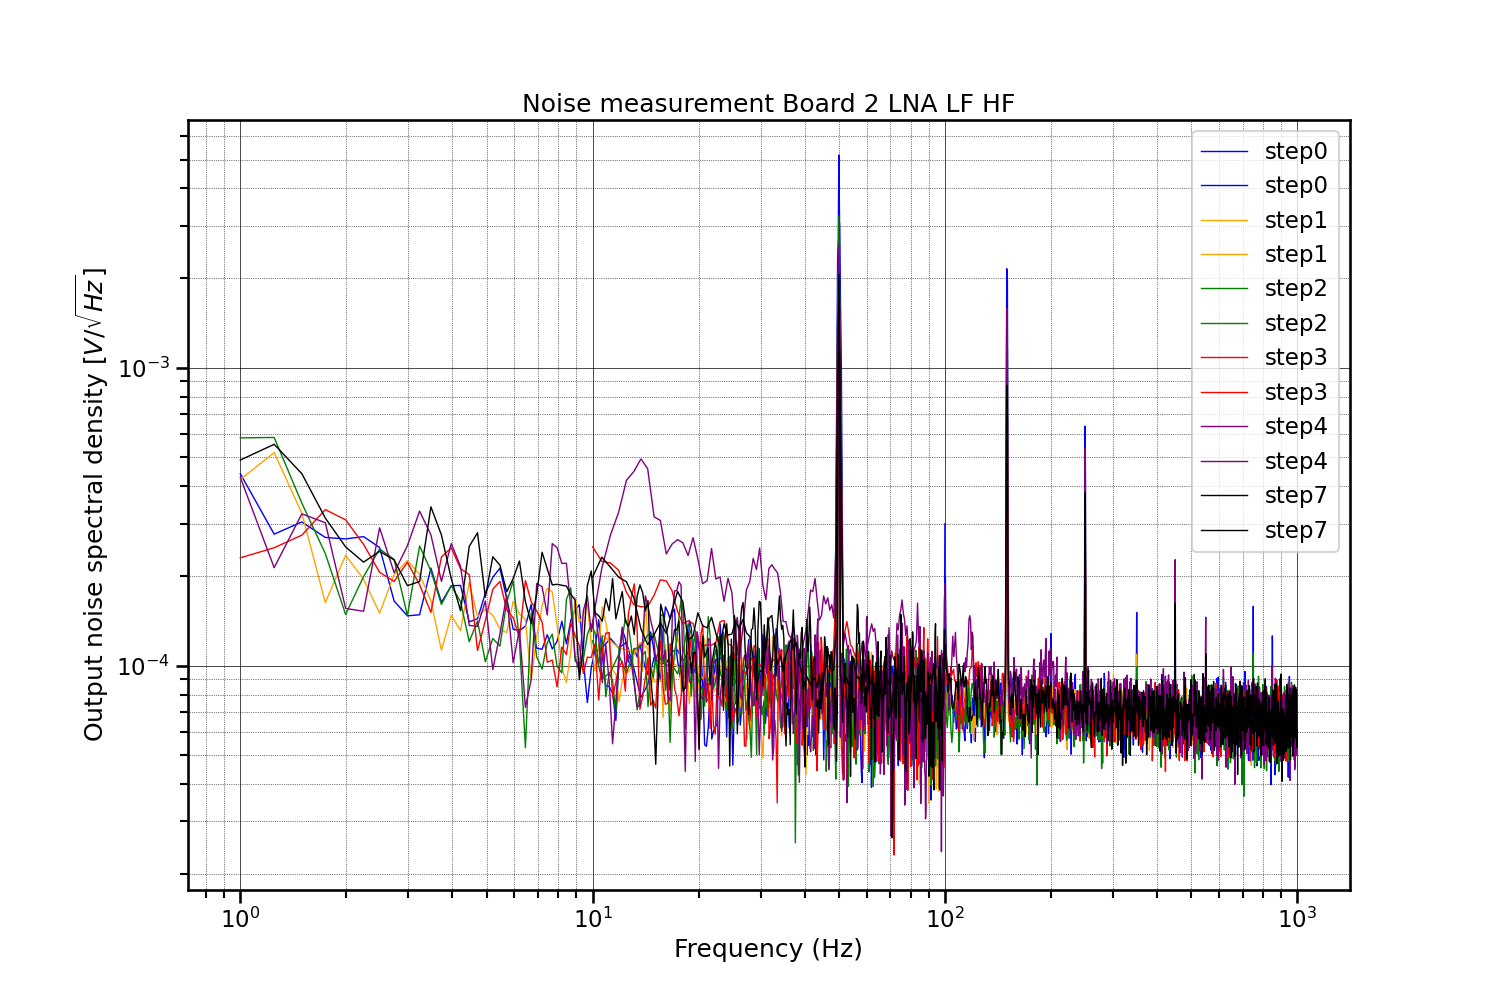 Noise measurement Board 2 LNA LF HF
Output noise spectral density [V/√Hz]
10⁻³
10⁻⁴
step0
step0
step1
step1
step2
step2
step3
step3
step4
step4
step7
step7
10⁰ 10¹ 10² 10³
Frequency (Hz)